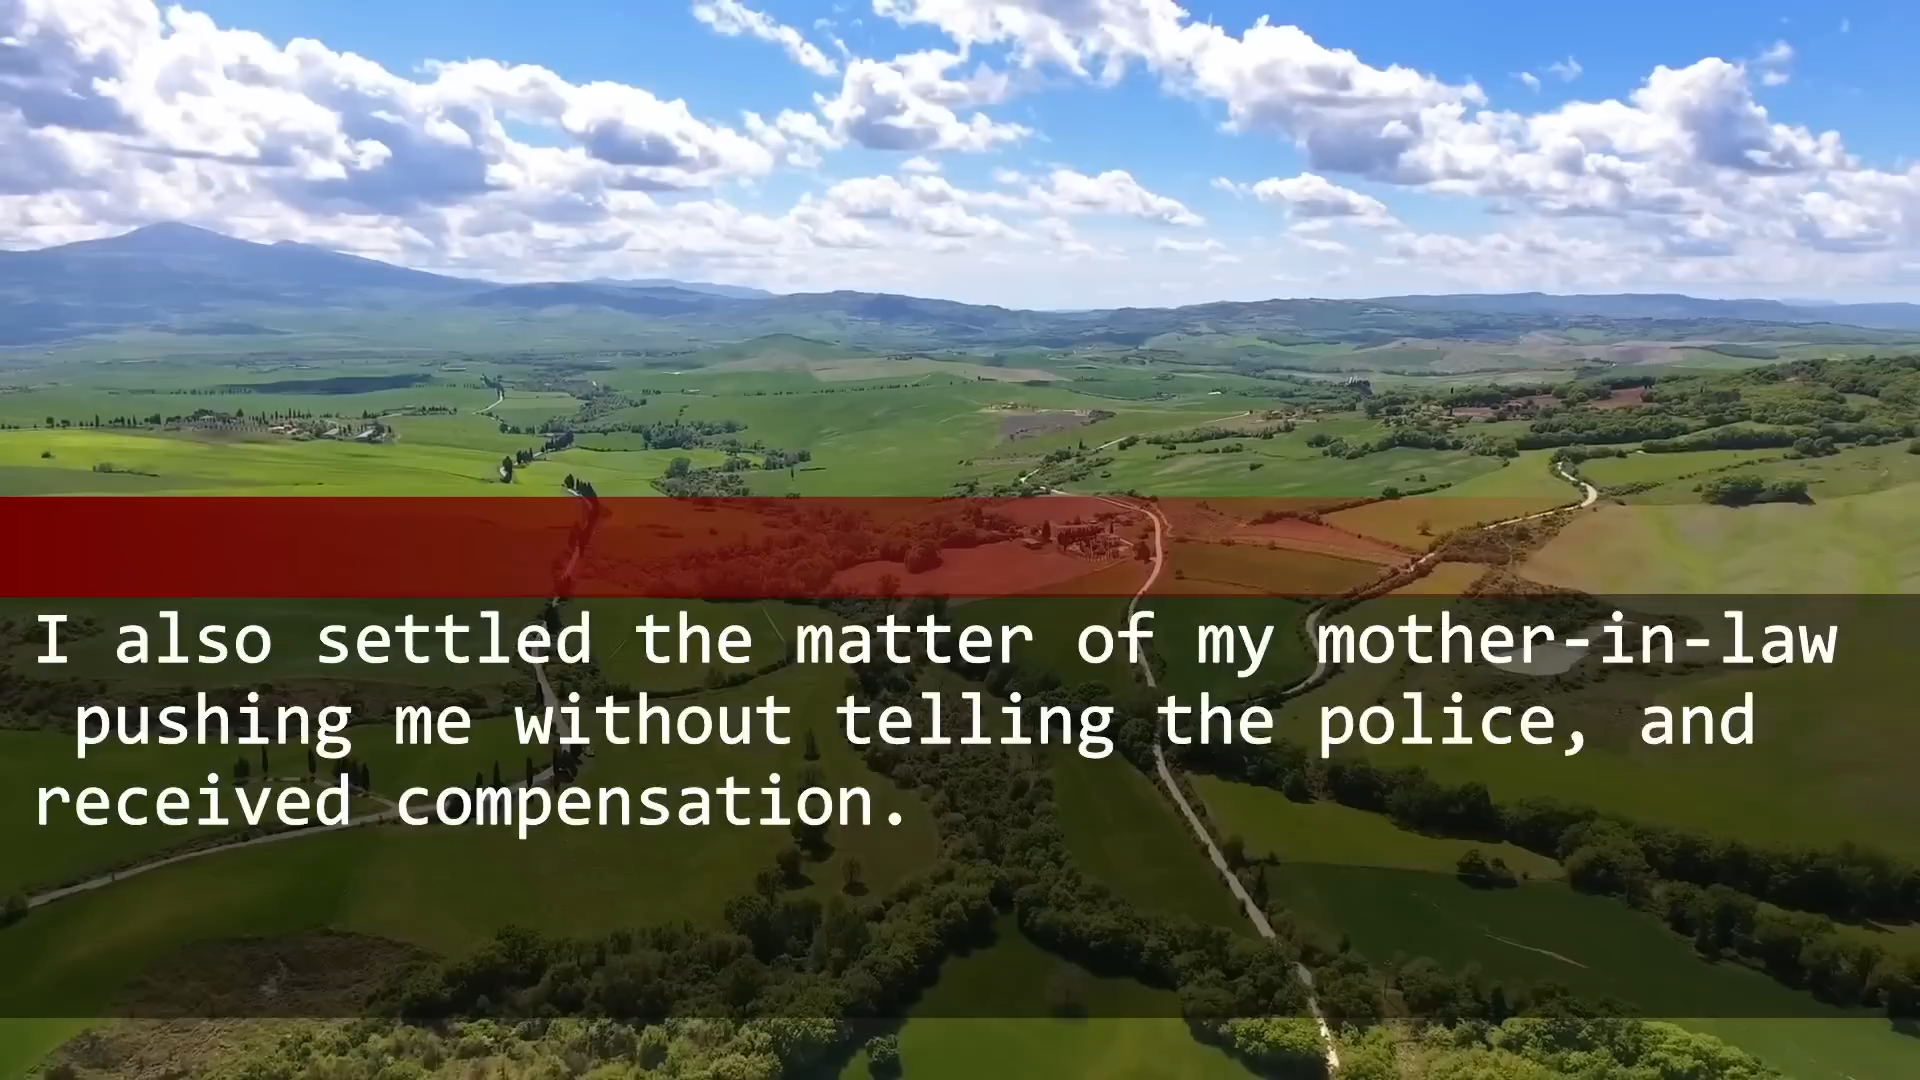 I also settled the matter of my mother-in-law
pushing me without telling the police, and
received compensation.